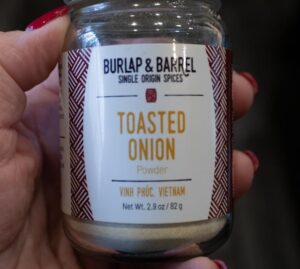 BURLAP & BARREL
SINGLE ORIGIN SPICES
TOASTED
ONION
Powder
VINH PHÚC, VIETNAM
Net Wt. 2.9 oz / 82 g